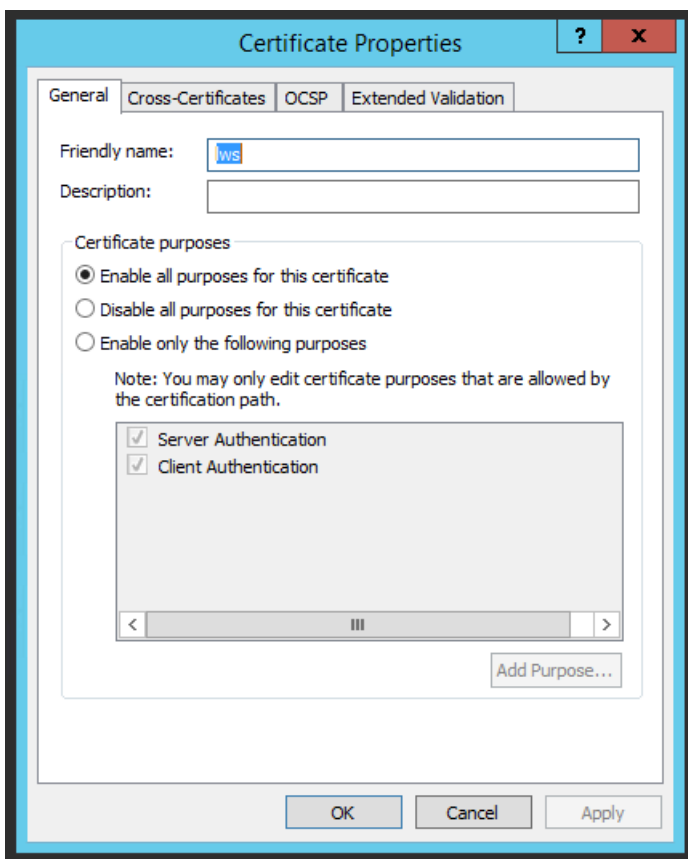 Certificate Properties
? x
General Cross-Certificates OCSP Extended Validation
Friendly name: lws
Description:
Certificate purposes
Enable all purposes for this certificate
Disable all purposes for this certificate
Enable only the following purposes
Note: You may only edit certificate purposes that are allowed by
the certification path.
Server Authentication
Client Authentication
Add Purpose...
OK Cancel Apply